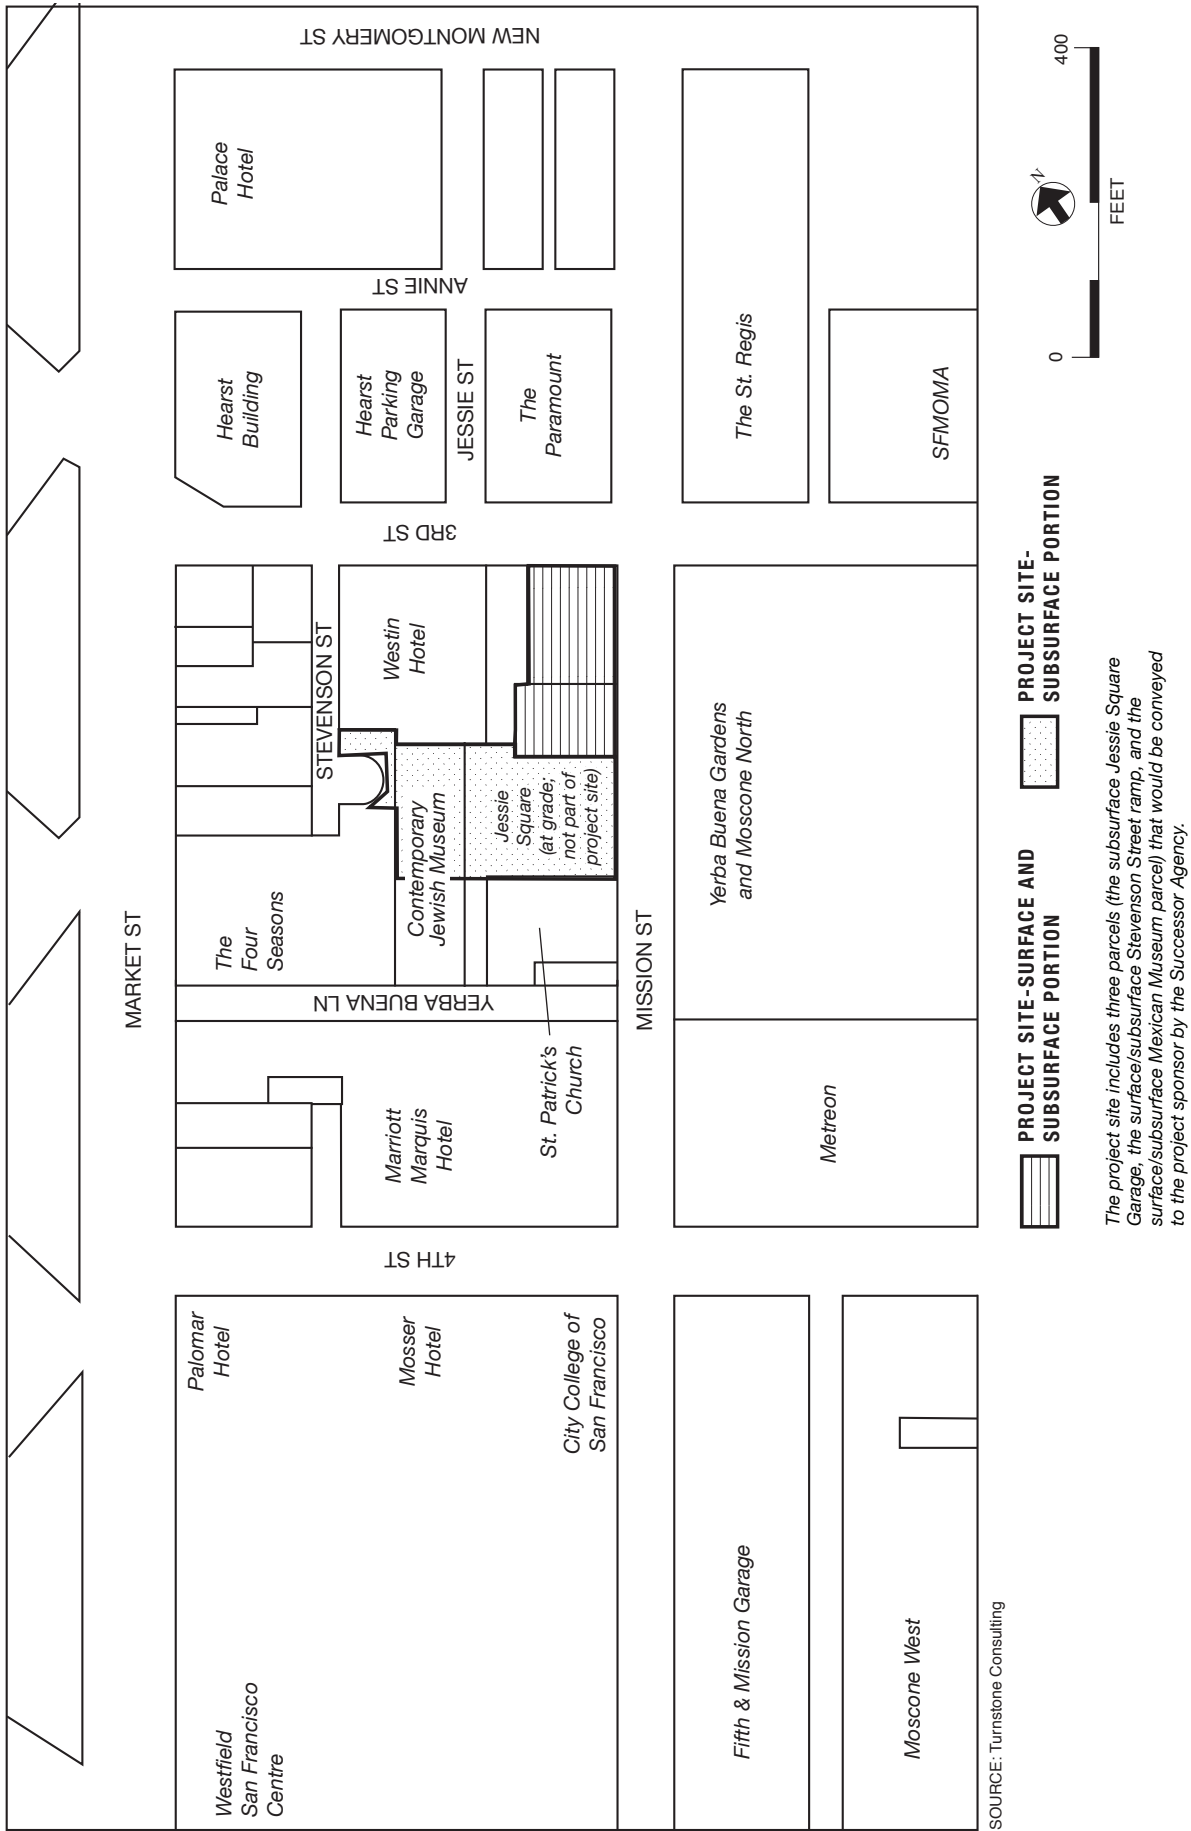 MARKET ST
Westfield
San Francisco
Centre
Palomar
Hotel
Mosser
Hotel
City College of
San Francisco
4TH ST
Marriott
Marquis
Hotel
St. Patrick's
Church
YERBA BUENA LN
The
Four
Seasons
STEVENSON ST
Contemporary
Jewish Museum
Jessie
Square
(at grade;
not part of
project site)
Westin
Hotel
3RD ST
Hearst
Building
Hearst
Parking
Garage
JESSIE ST
The
Paramount
ANNIE ST
Palace
Hotel
NEW MONTGOMERY ST
MISSION ST
Fifth & Mission Garage
Moscone West
Metreon
Yerba Buena Gardens
and Moscone North
The St. Regis
SFMOMA
SOURCE: Turnstone Consulting
PROJECT SITE-SURFACE AND
SUBSURFACE PORTION
PROJECT SITE-
SUBSURFACE PORTION
N
0
400
FEET
The project site includes three parcels (the subsurface Jessie Square
Garage, the surface/subsurface Stevenson Street ramp, and the
surface/subsurface Mexican Museum parcel) that would be conveyed
to the project sponsor by the Successor Agency.